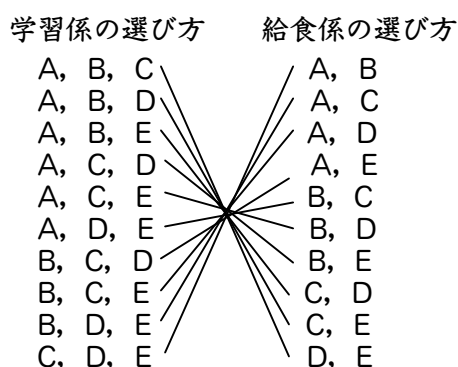 学習係の選び方 給食係の選び方
A, B, C A, B
A, B, D A, C
A, B, E A, D
A, C, D A, E
A, C, E B, C
A, D, E B, D
B, C, D B, E
B, C, E C, D
B, D, E C, E
C, D, E D, E